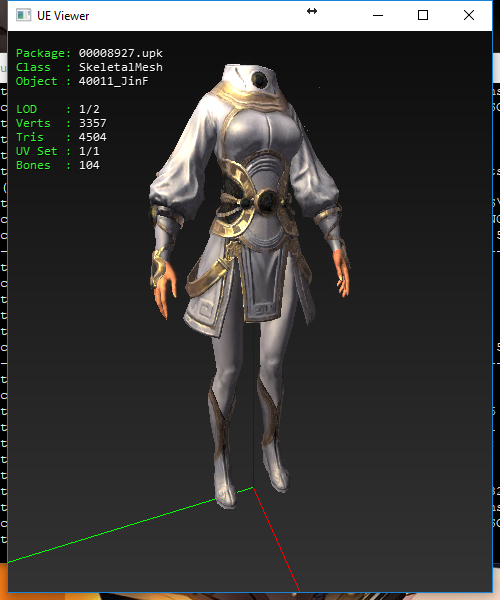 UE Viewer
Package: 00008927.upk
Class : SkeletalMesh
Object : 40011_JinF
LOD : 1/2
Verts : 3357
Tris : 4504
UV Set : 1/1
Bones : 104